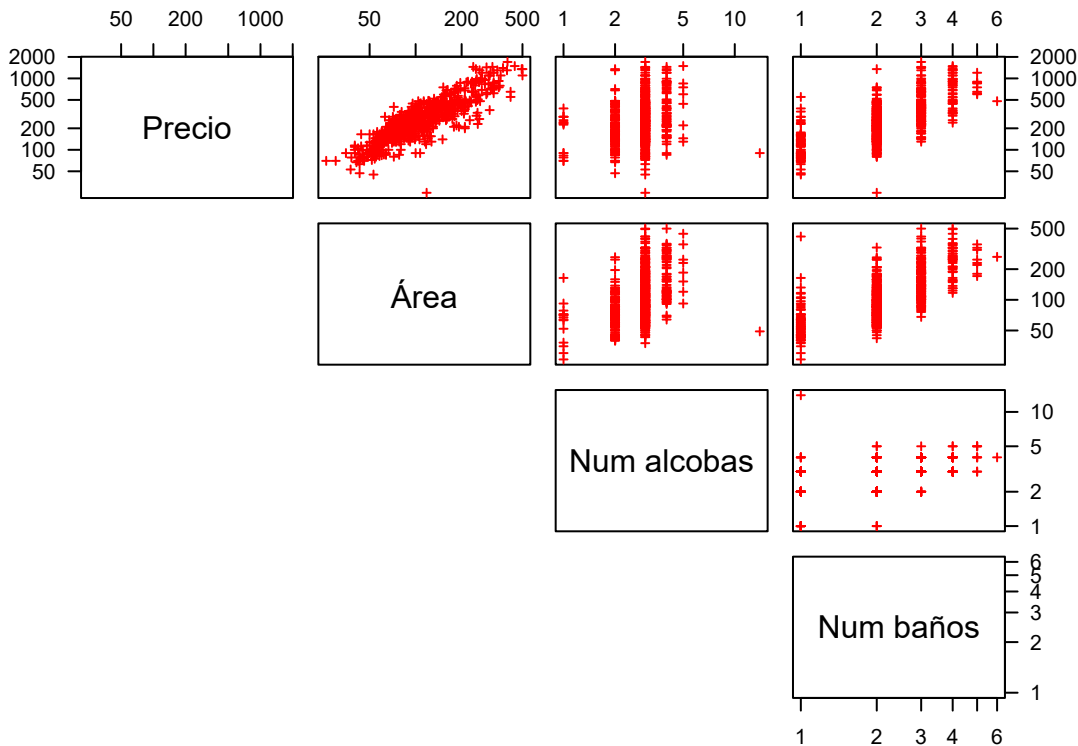 50 200 1000 50 200 500 1 2 5 10 1 2 3 4 6
2000 1000 500 200 100 50
Precio
2000 1000 500 200 100 50
Área
500 200 100 50
Num alcobas
10 5 2 1
Num baños
6 5 4 3 2 1
1 2 3 4 6